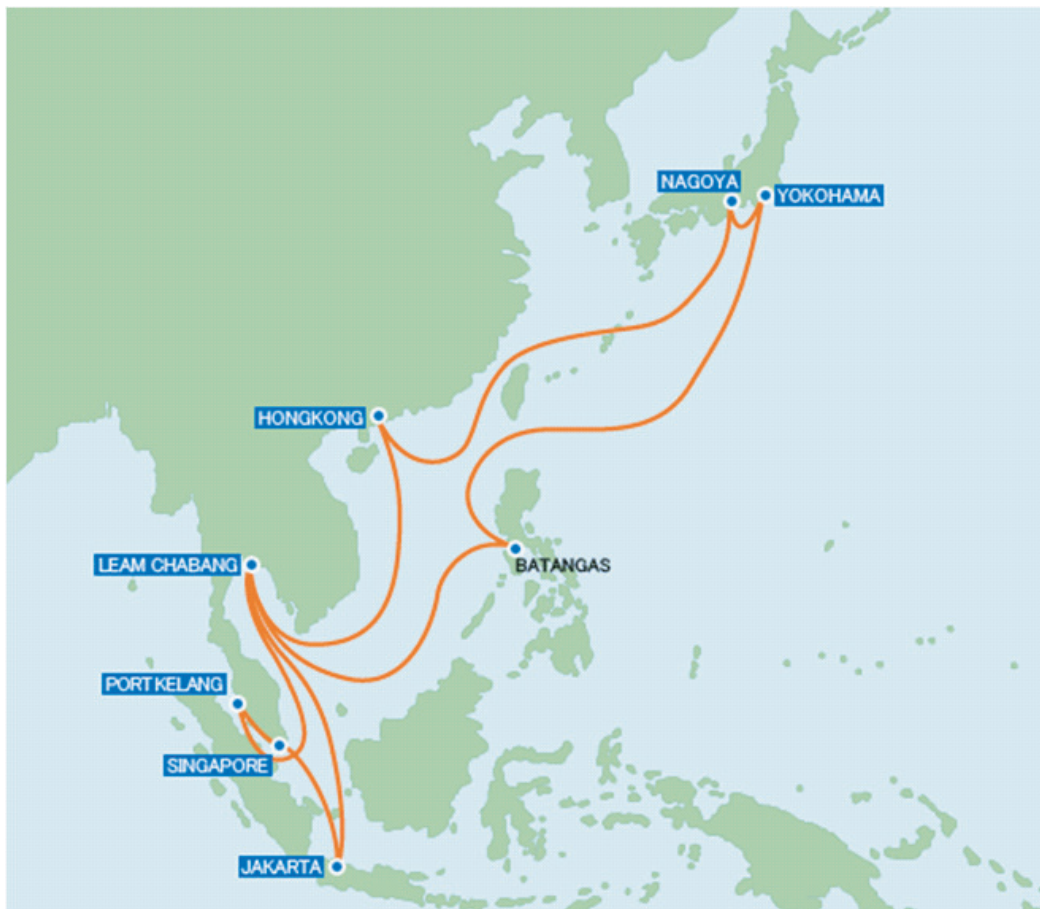 NAGOYA
YOKOHAMA
HONGKONG
LEAM CHABANG
BATANGAS
PORT KELANG
SINGAPORE
JAKARTA